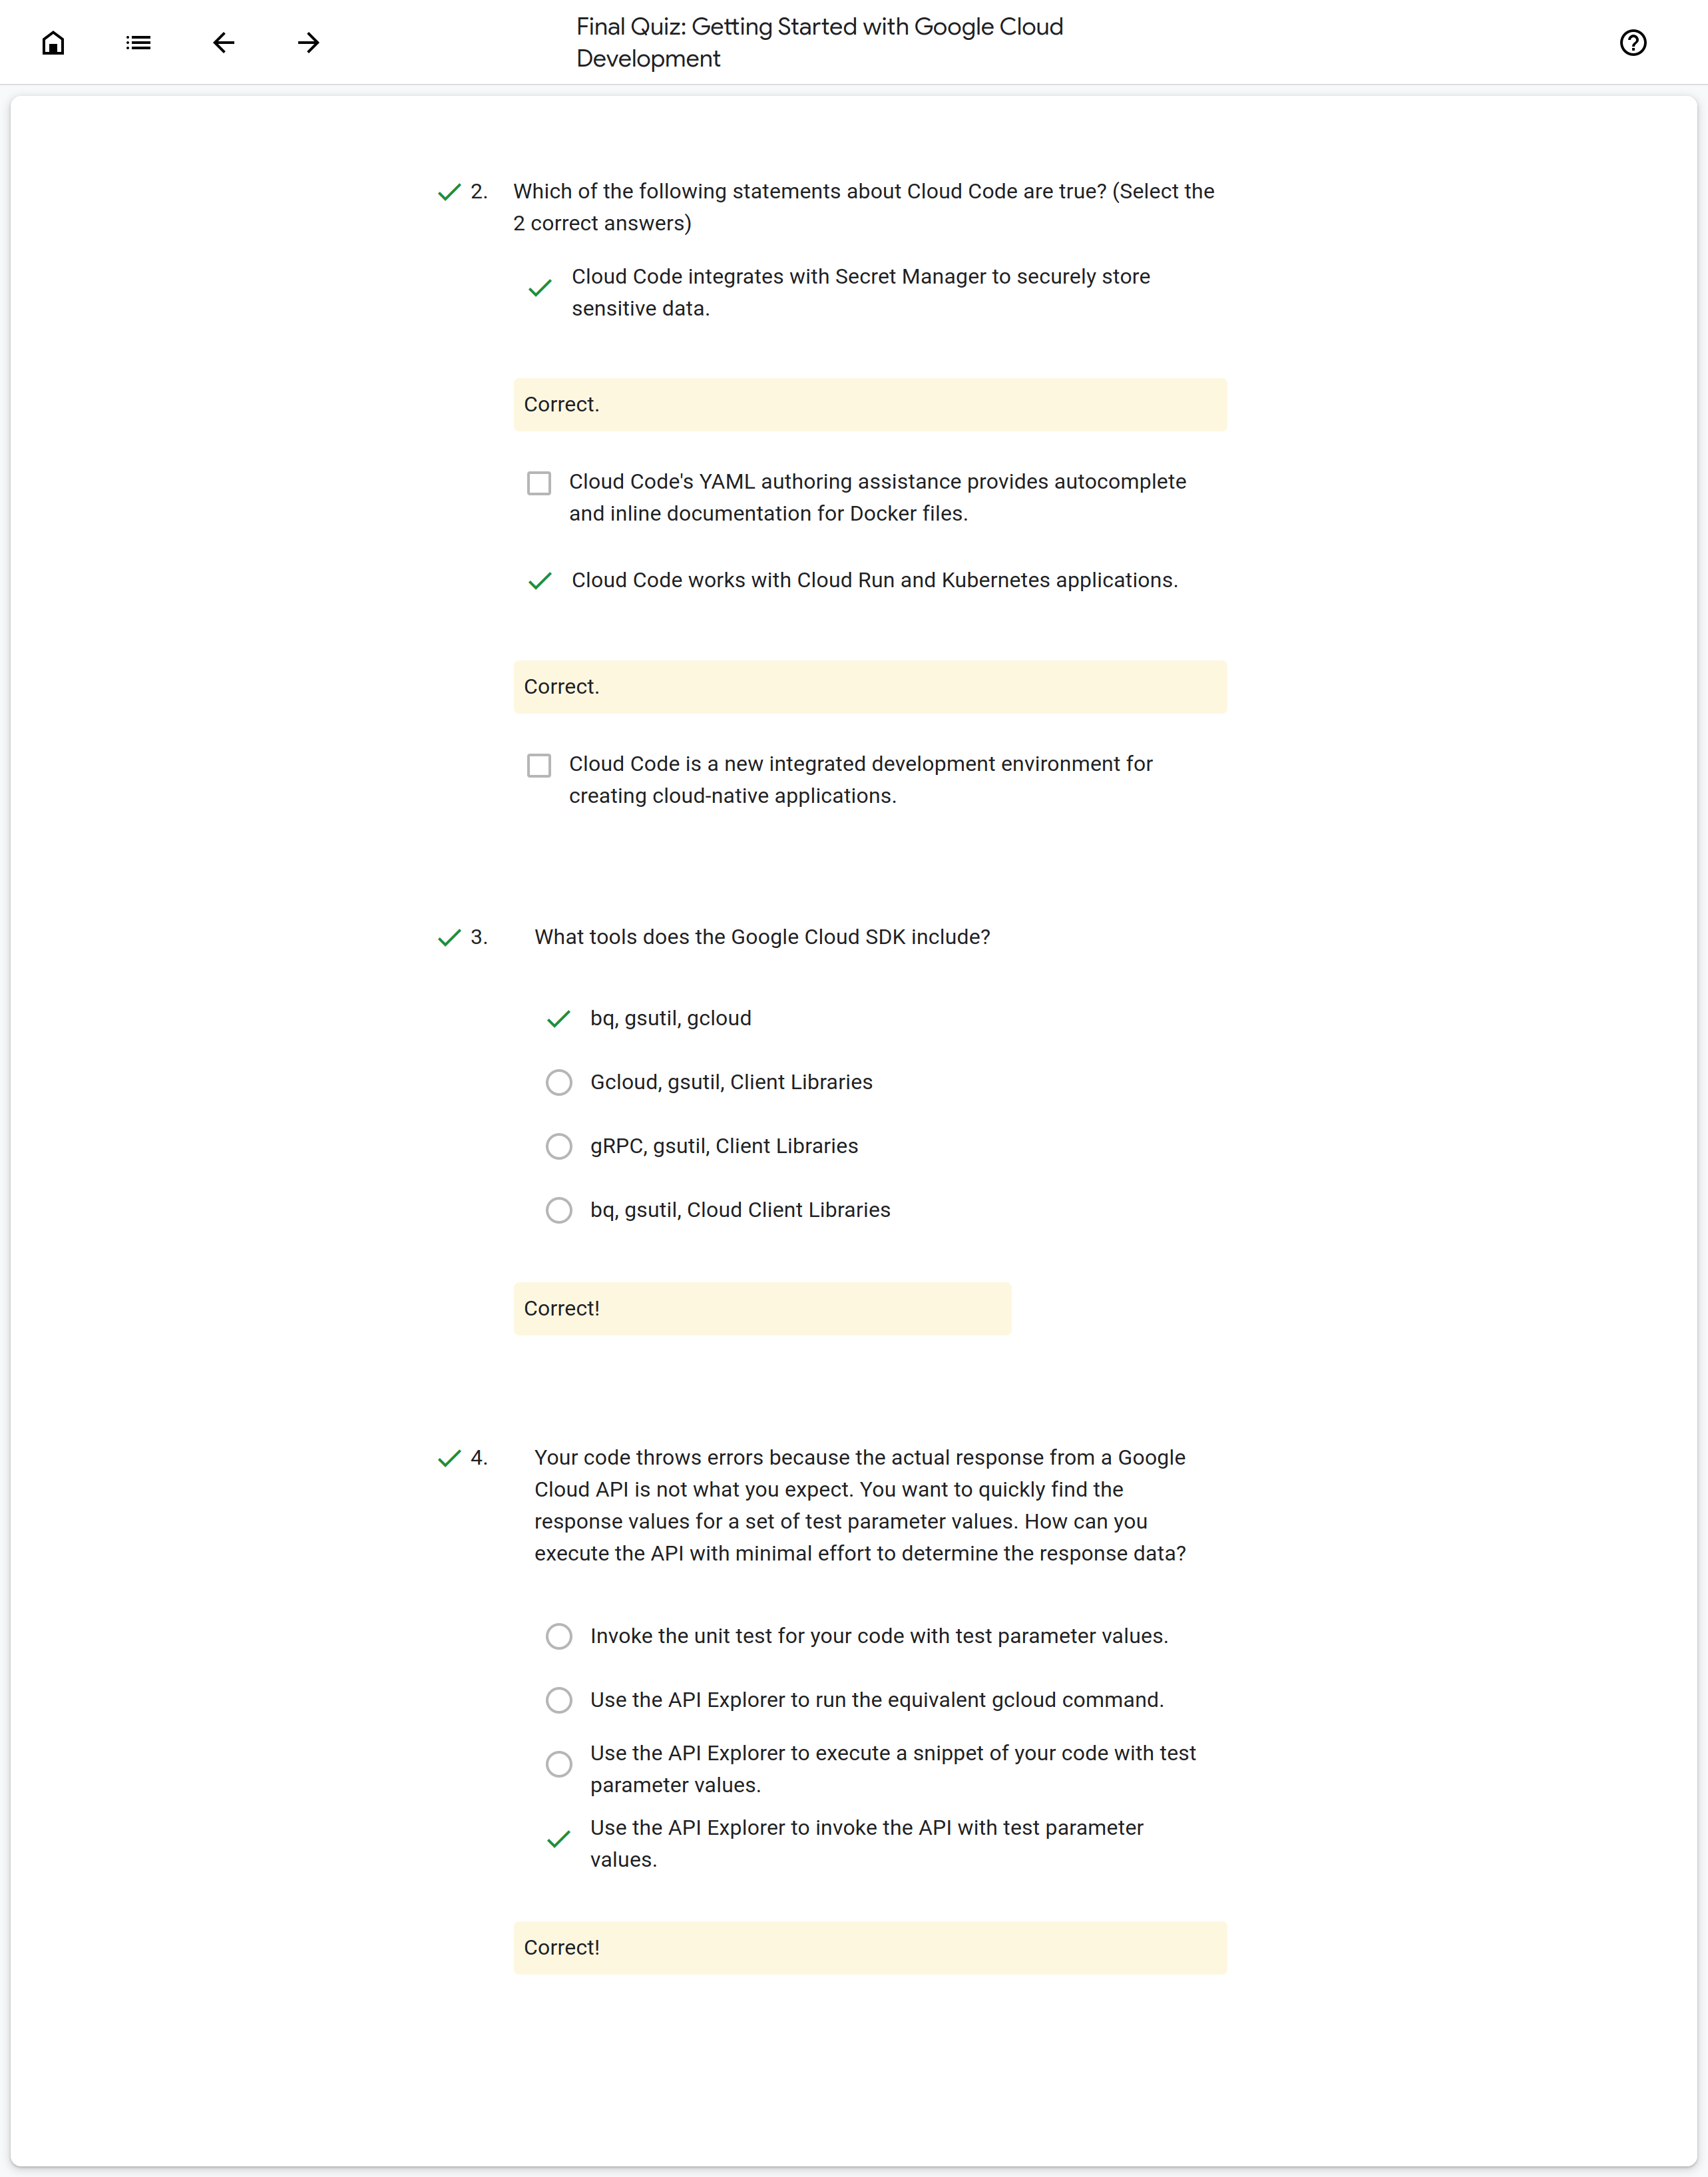 Final Quiz: Getting Started with Google Cloud
Development
2. Which of the following statements about Cloud Code are true? (Select the
2 correct answers)
Cloud Code integrates with Secret Manager to securely store
sensitive data.
Correct.
Cloud Code's YAML authoring assistance provides autocomplete
and inline documentation for Docker files.
Cloud Code works with Cloud Run and Kubernetes applications.
Correct.
Cloud Code is a new integrated development environment for
creating cloud-native applications.
3. What tools does the Google Cloud SDK include?
bq, gsutil, gcloud
Gcloud, gsutil, Client Libraries
gRPC, gsutil, Client Libraries
bq, gsutil, Cloud Client Libraries
Correct!
4. Your code throws errors because the actual response from a Google
Cloud API is not what you expect. You want to quickly find the
response values for a set of test parameter values. How can you
execute the API with minimal effort to determine the response data?
Invoke the unit test for your code with test parameter values.
Use the API Explorer to run the equivalent gcloud command.
Use the API Explorer to execute a snippet of your code with test
parameter values.
Use the API Explorer to invoke the API with test parameter
values.
Correct!